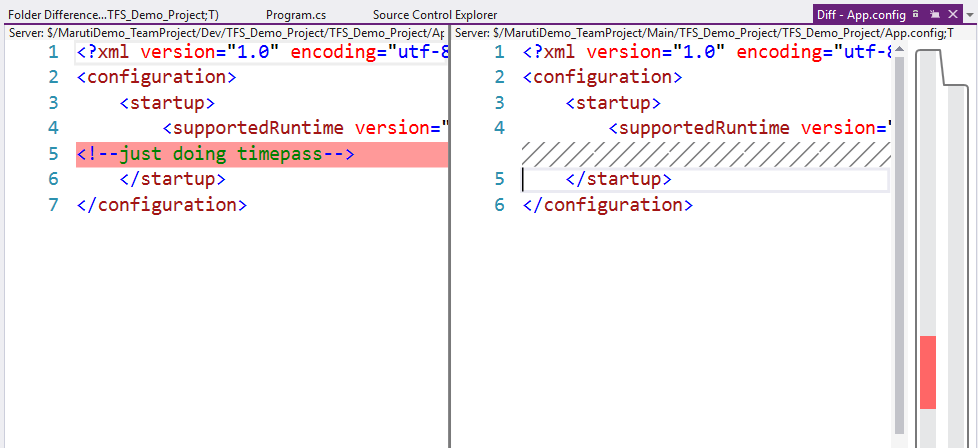 Folder Difference...TFS_Demo_Project;T) Program.cs Source Control Explorer Diff - App.config
Server: $/MarutiDemo_TeamProject/Dev/TFS_Demo_Project/TFS_Demo_Project/Ap
1 <?xml version="1.0" encoding="utf-8
2 <configuration>
3 <startup>
4 <supportedRuntime version="
5 <!--just doing timepass-->
6 </startup>
7 </configuration>
Server: $/MarutiDemo_TeamProject/Main/TFS_Demo_Project/TFS_Demo_Project/App.config;T
1 <?xml version="1.0" encoding="utf-8
2 <configuration>
3 <startup>
4 <supportedRuntime version="
5 </startup>
6 </configuration>